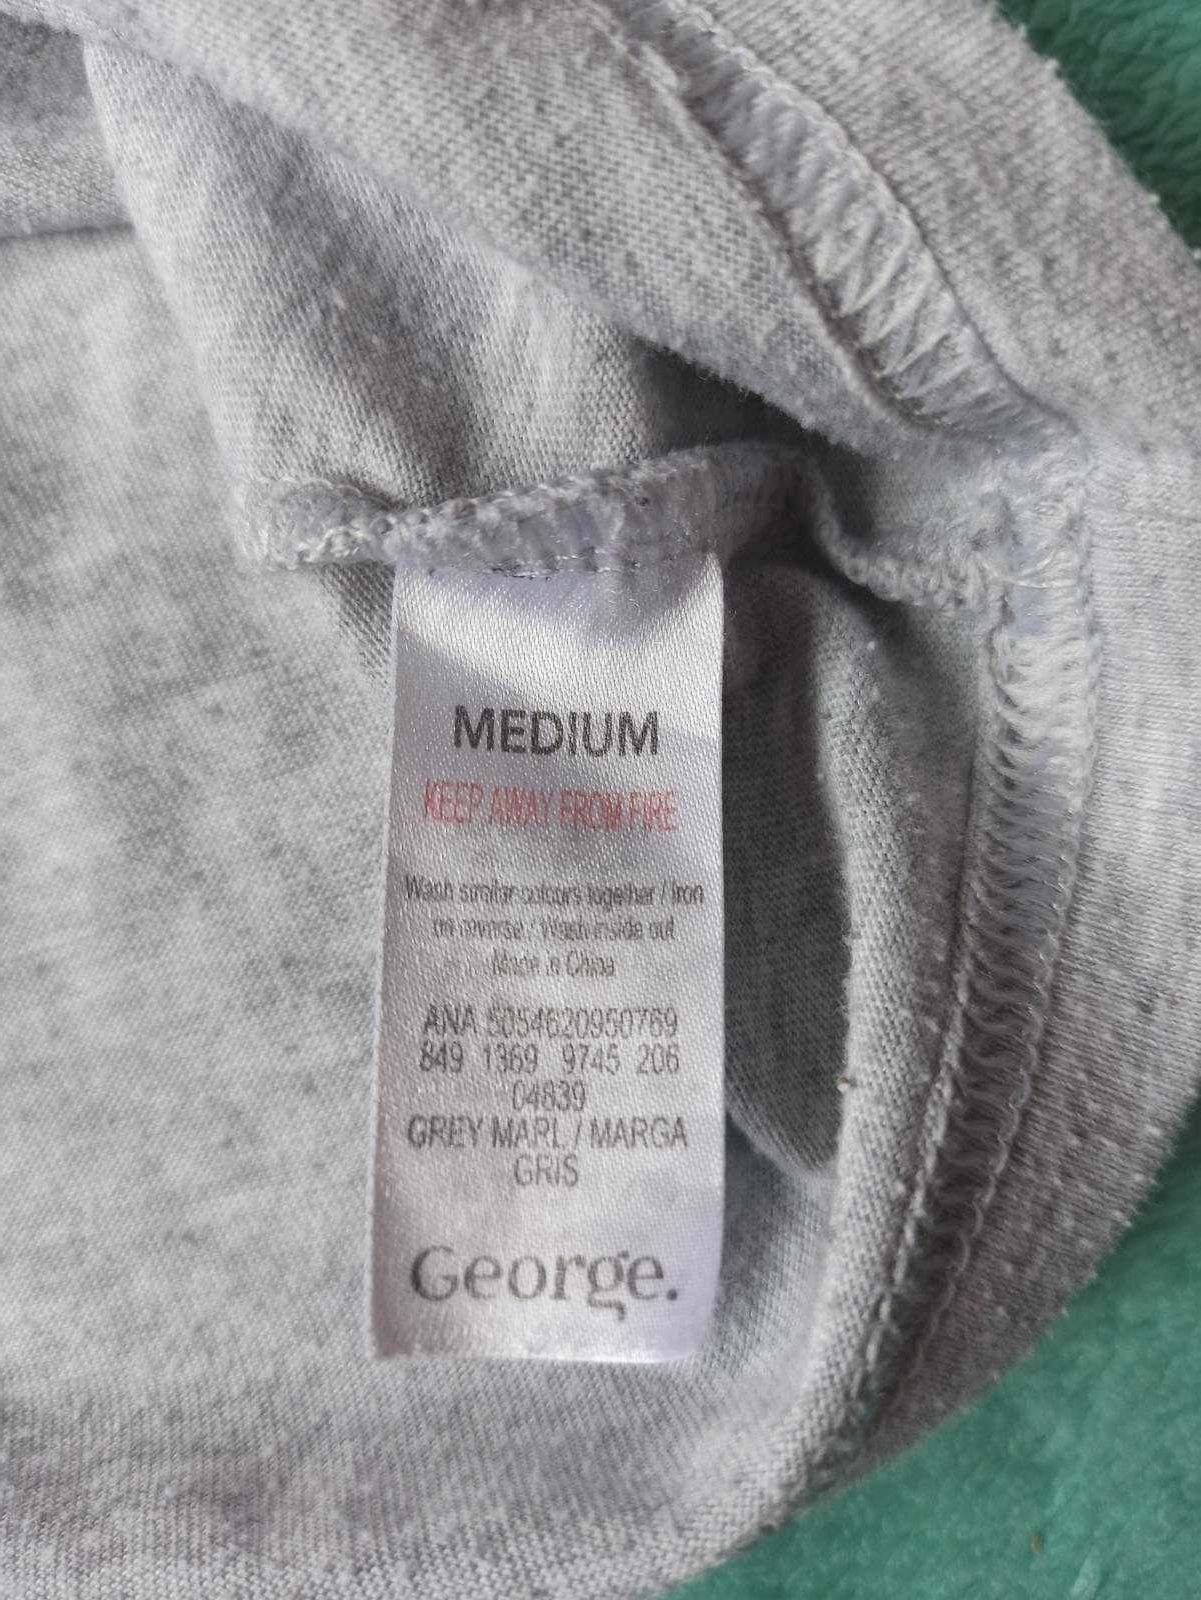 MEDIUM
KEEP AWAY FROM FIRE
Wash similar colours together / Iron
on reverse / Wash inside out
Made in China
ANA 5054620950769
849 1369 9745 206
04839
GREY MARL / MARGA
GRIS
George.